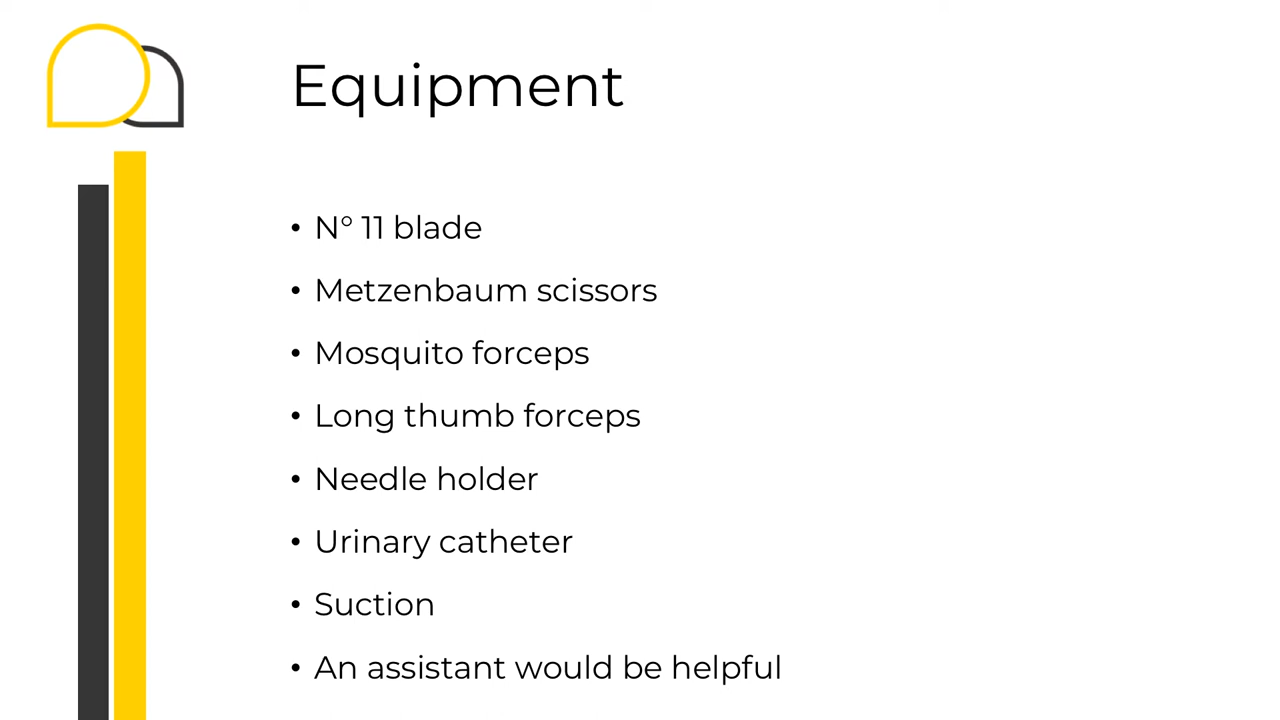 Equipment
• N° 11 blade
• Metzenbaum scissors
• Mosquito forceps
• Long thumb forceps
• Needle holder
• Urinary catheter
• Suction
• An assistant would be helpful